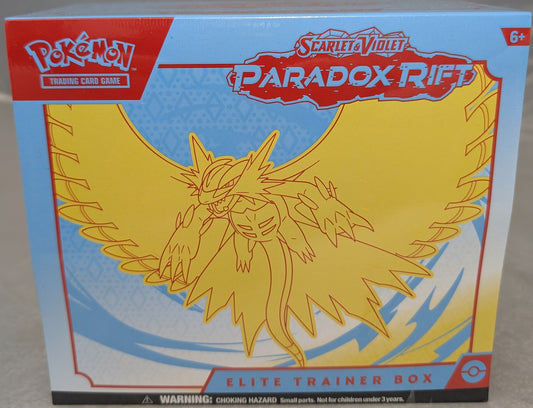 POKéMON
TRADING CARD GAME
SCARLET & VIOLET
PARADOX RIFT
6+
ELITE TRAINER BOX
WARNING: CHOKING HAZARD Small parts. Not for children under 3 years.